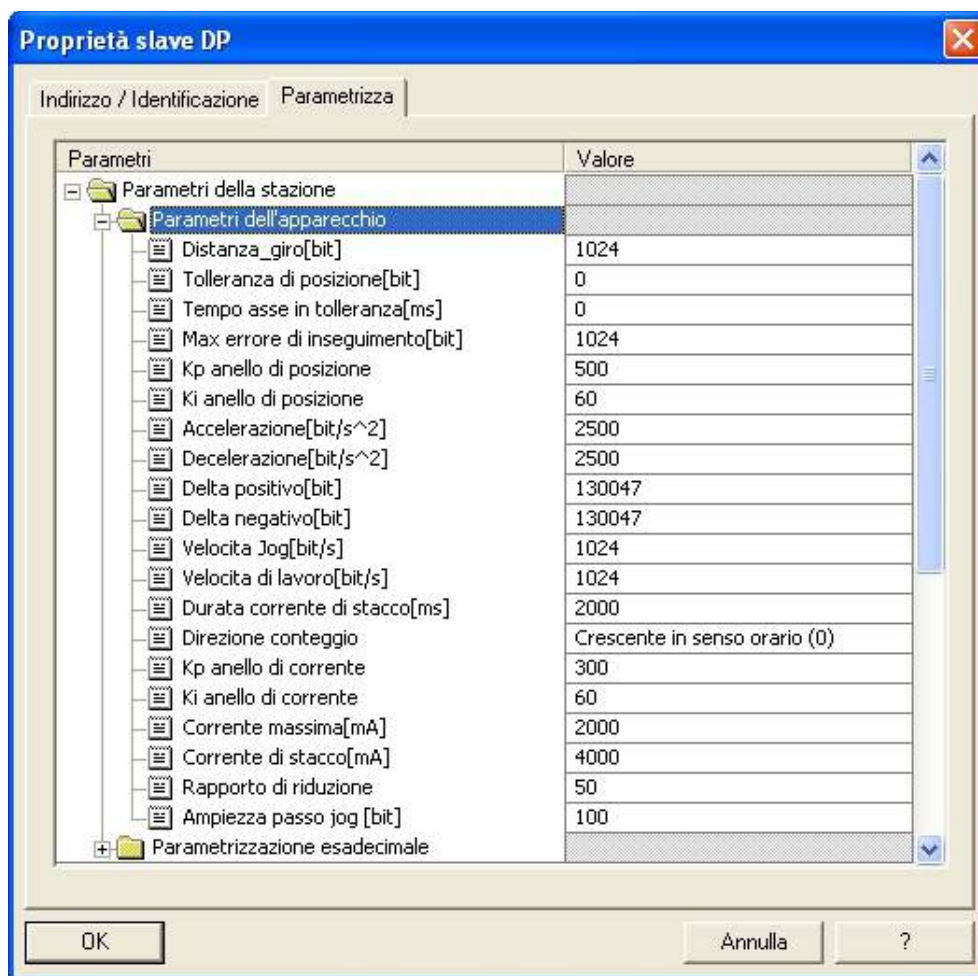 Proprietà slave DP
Indirizzo / Identificazione Parametrizza
Parametri Valore
Parametri della stazione
Parametri dell'apparecchio
Distanza_giro[bit] 1024
Tolleranza di posizione[bit] 0
Tempo asse in tolleranza[ms] 0
Max errore di inseguimento[bit] 1024
Kp anello di posizione 500
Ki anello di posizione 60
Accelerazione[bit/s^2] 2500
Decelerazione[bit/s^2] 2500
Delta positivo[bit] 130047
Delta negativo[bit] 130047
Velocita Jog[bit/s] 1024
Velocita di lavoro[bit/s] 1024
Durata corrente di stacco[ms] 2000
Direzione conteggio Crescente in senso orario (0)
Kp anello di corrente 300
Ki anello di corrente 60
Corrente massima[mA] 2000
Corrente di stacco[mA] 4000
Rapporto di riduzione 50
Ampiezza passo jog [bit] 100
Parametrizzazione esadecimale
OK Annulla ?